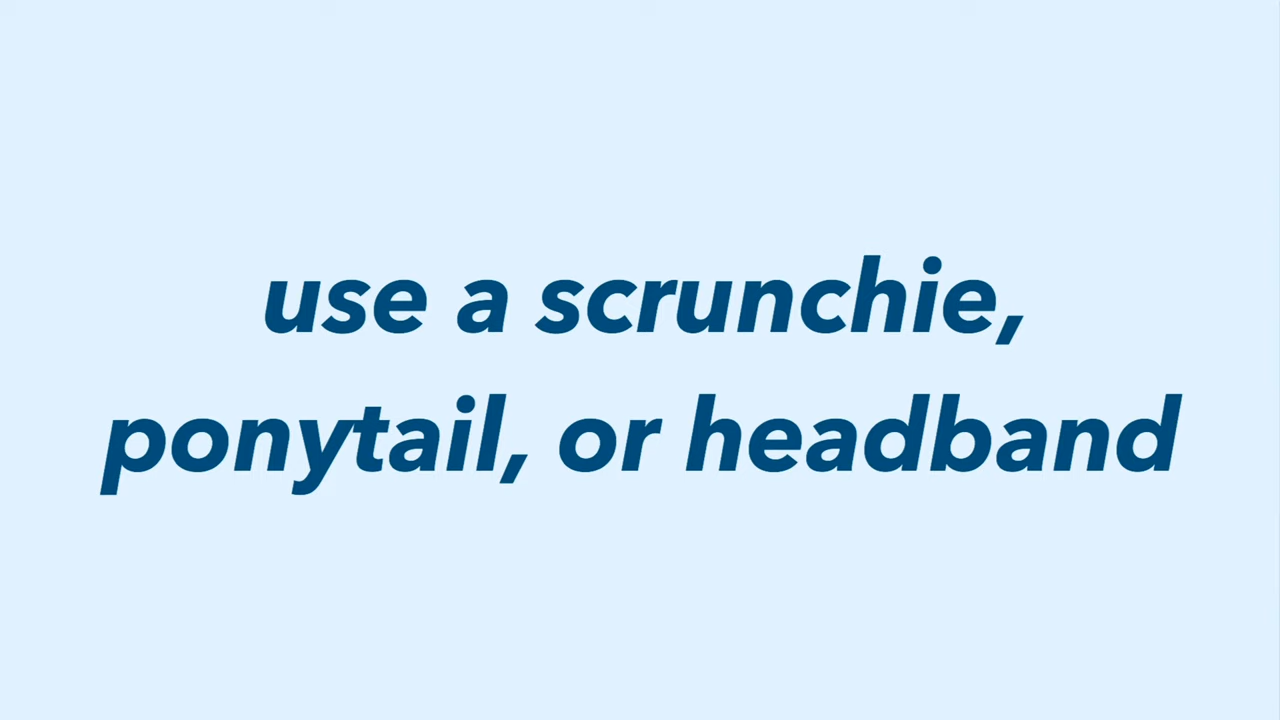 use a scrunchie,
ponytail, or headband